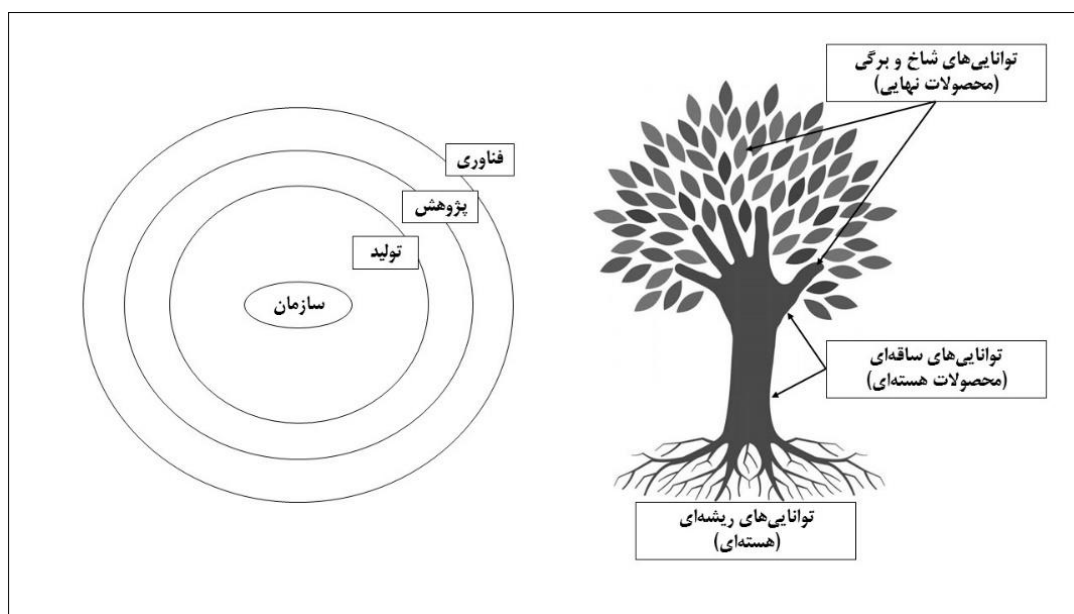 توانایی‌های شاخ و برگی
(محصولات نهایی)
فناوری
پژوهش
تولید
سازمان
توانایی‌های ساقه‌ای
(محصولات هسته‌ای)
توانایی‌های ریشه‌ای
(هسته‌ای)